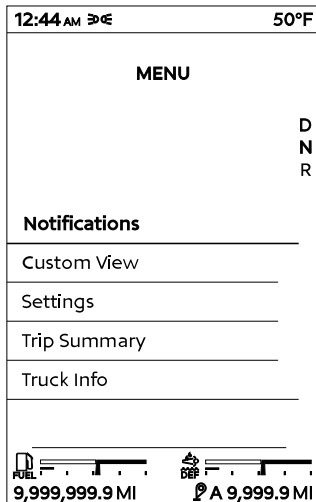 12:44 AM 50°F
MENU
D
N
R
Notifications
Custom View
Settings
Trip Summary
Truck Info
FUEL DEF
9,999,999.9 MI A 9,999.9 MI